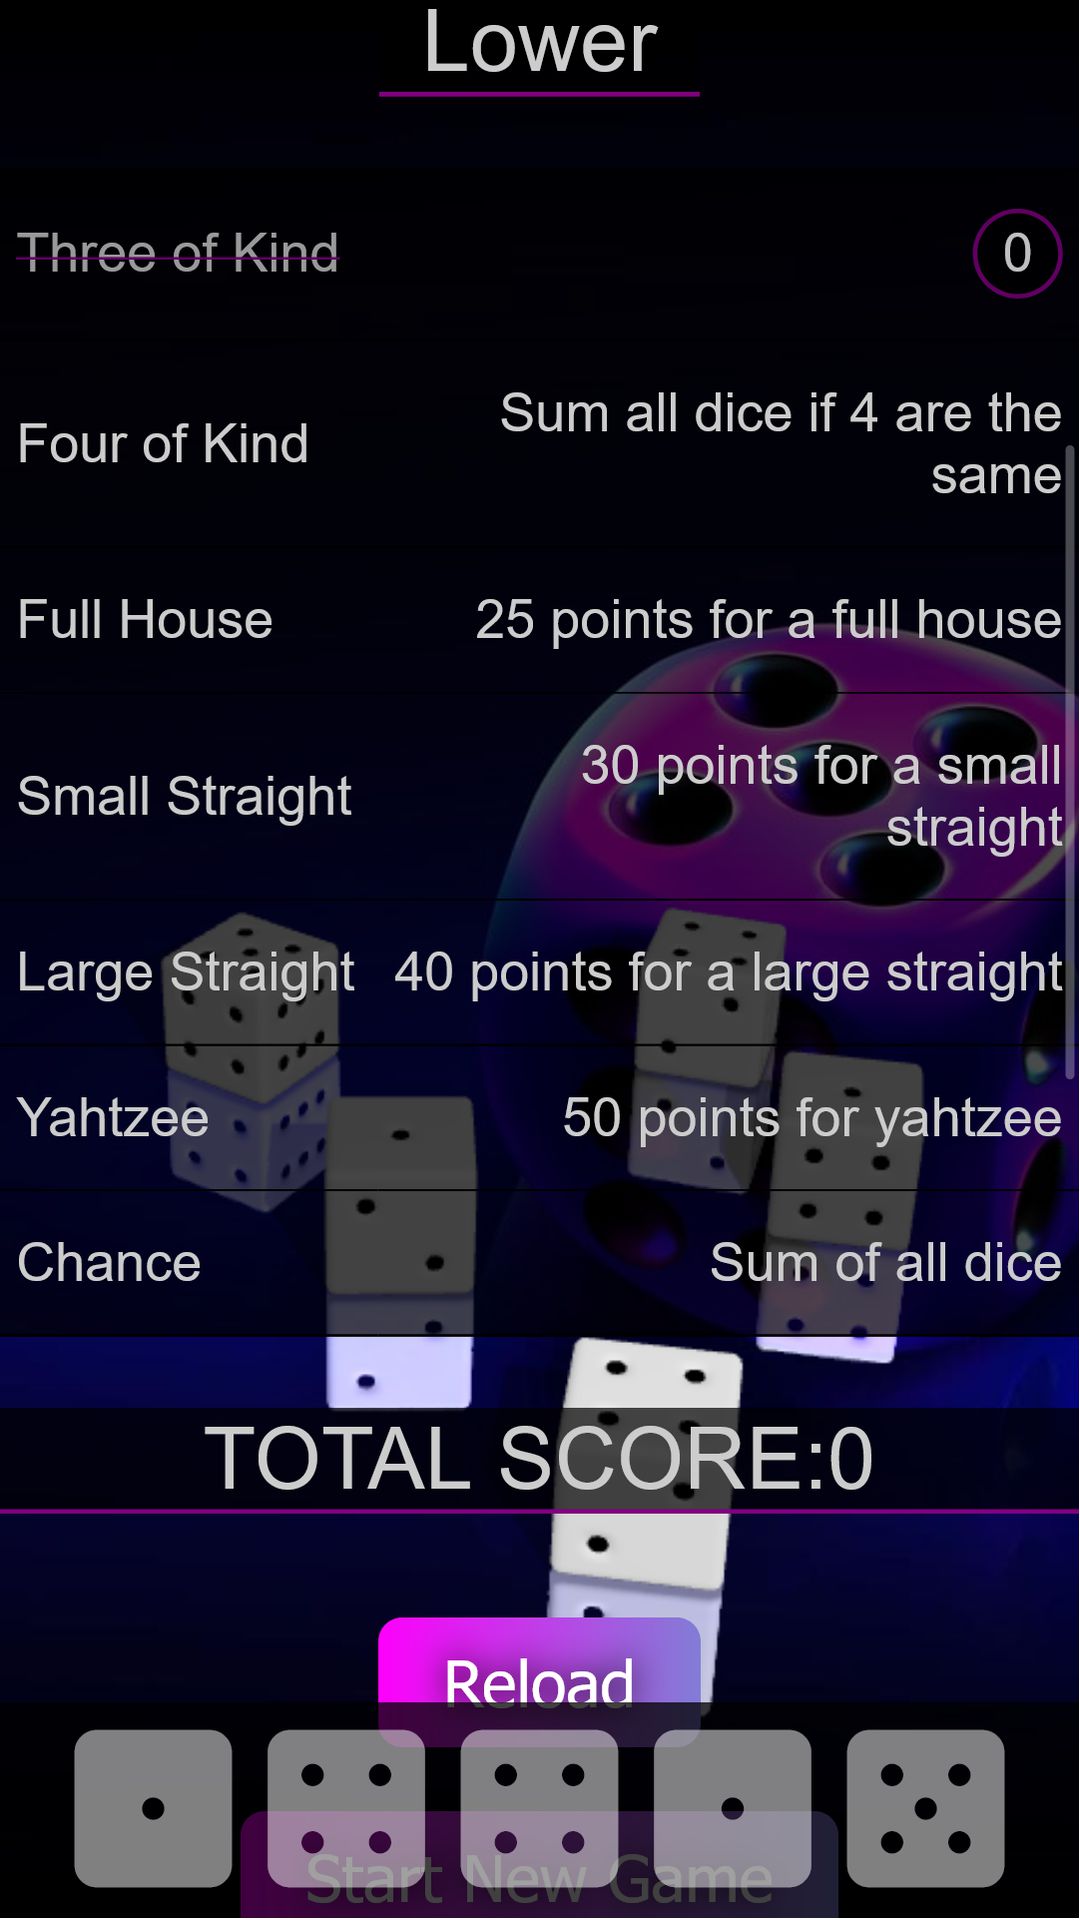 Lower
Three of Kind
0
Four of Kind
Sum all dice if 4 are the
same
Full House
25 points for a full house
Small Straight
30 points for a small
straight
Large Straight
40 points for a large straight
Yahtzee
50 points for yahtzee
Chance
Sum of all dice
TOTAL SCORE:0
Reload
Start New Game